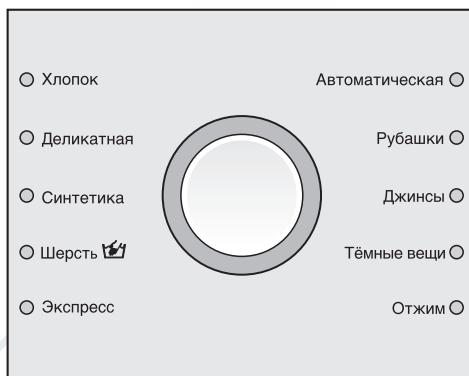 Хлопок
Деликатная
Синтетика
Шерсть
Экспресс
Автоматическая
Рубашки
Джинсы
Тёмные вещи
Отжим